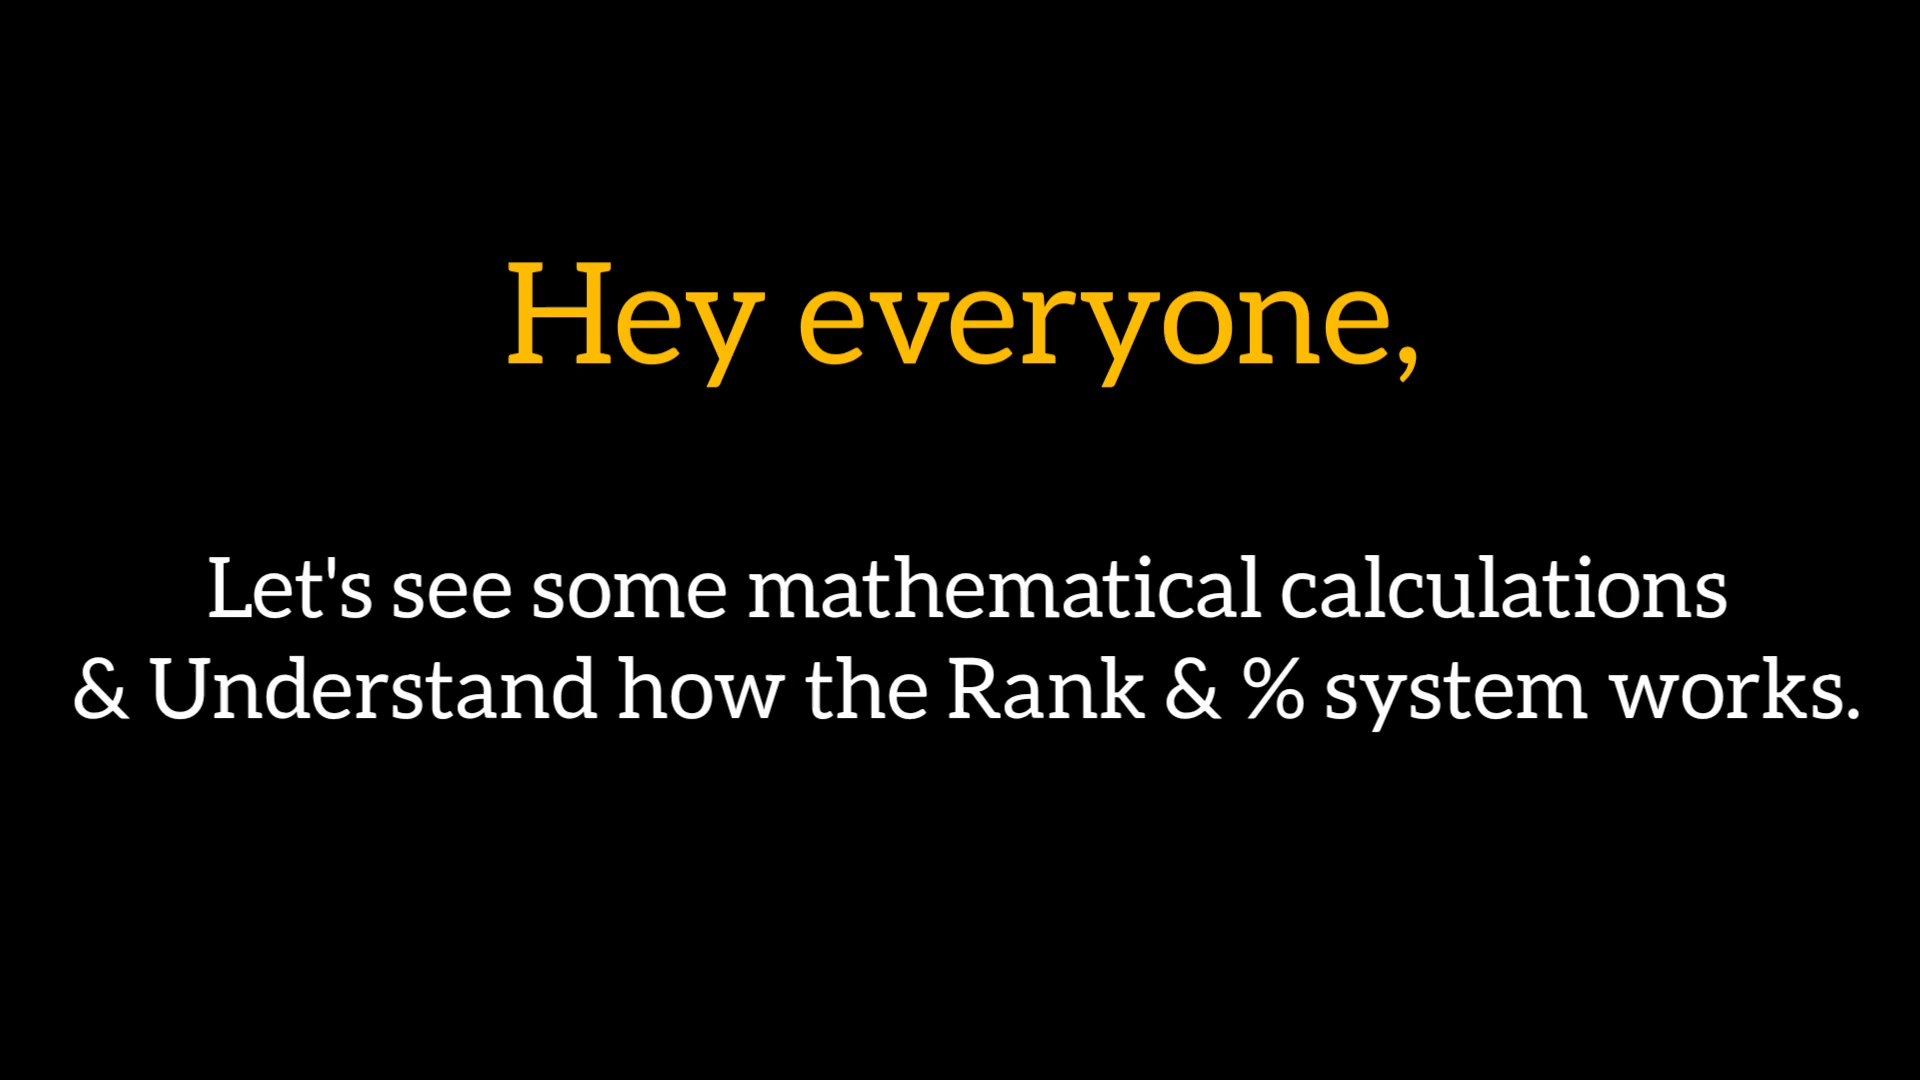 Hey everyone,
Let's see some mathematical calculations
& Understand how the Rank & % system works.